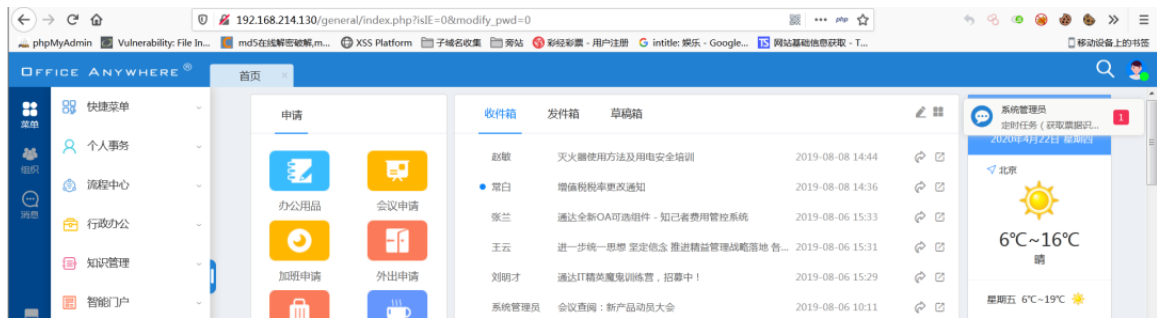 192.168.214.130/general/index.php?isIE=0&modify_pwd=0
php
phpMyAdmin Vulnerability: File In... md5在线解密破解,m... XSS Platform 子域名收集 旁站 彩经彩票 - 用户注册 intitle: 娱乐 - Google... TS 网站基础信息获取 - T... 移动设备上的书签
OFFICE ANYWHERE® 首页 ×
菜单
组织
消息
快捷菜单
个人事务
流程中心
行政办公
知识管理
智能门户
申请
办公用品 会议申请
加班申请 外出申请
收件箱 发件箱 草稿箱
赵敏 灭火器使用方法及用电安全培训 2019-08-08 14:44
常白 增值税税率更改通知 2019-08-08 14:36
张兰 通达全新OA可选组件 - 知己者费用管控系统 2019-08-06 15:33
王云 进一步统一思想 坚定信念 推进精益管理战略落地 各... 2019-08-06 15:31
刘明才 通达IT精英魔鬼训练营，招募中！ 2019-08-06 15:29
系统管理员 会议查阅：新产品动员大会 2019-08-06 10:11
系统管理员
定时任务（获取票据识... 1
2020年4月22日 星期四
北京
6℃~16℃
晴
星期五 6℃~19℃